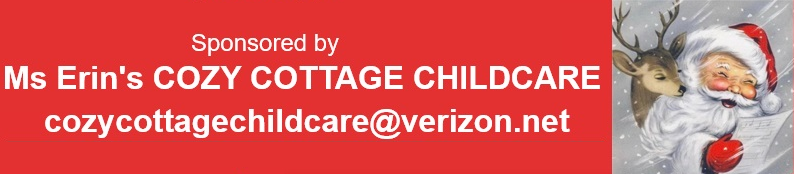 Sponsored by
Ms Erin's COZY COTTAGE CHILDCARE
cozycottagechildcare@verizon.net